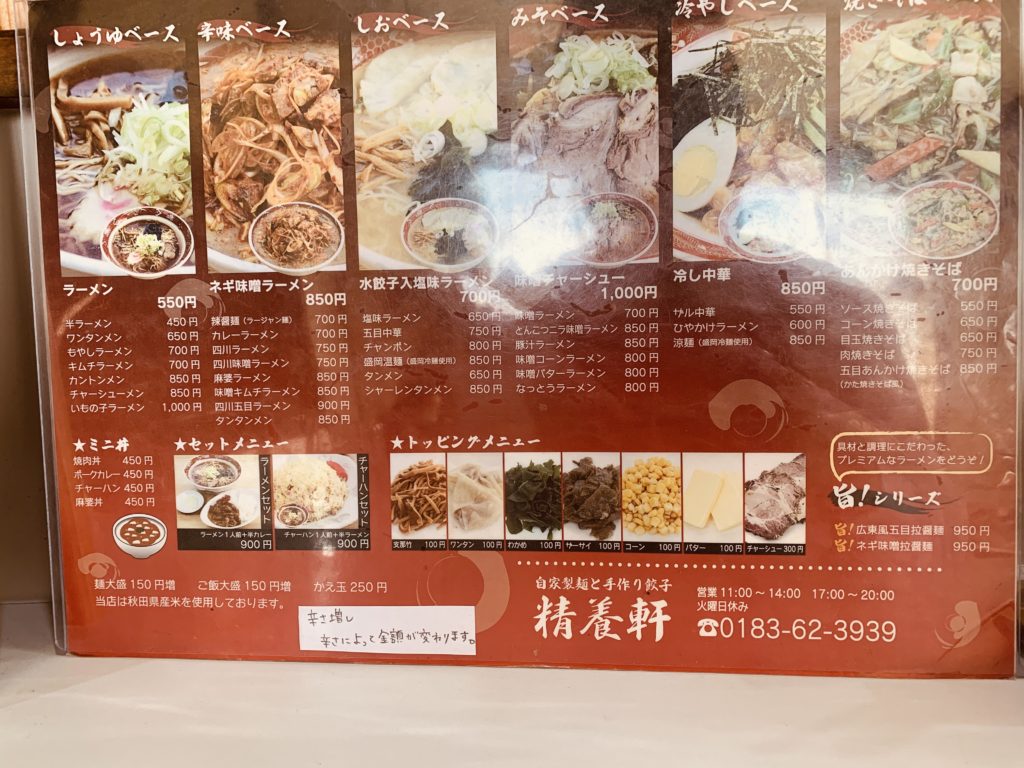 しょうゆベース
ラーメン 550円
半ラーメン 450円
ワンタンメン 650円
もやしラーメン 700円
キムチラーメン 700円
カントンメン 850円
チャーシューメン 850円
いもの子ラーメン 1,000円
辛味ベース
ネギ味噌ラーメン 850円
辣醤麺(ラージャン麺) 700円
カレーラーメン 700円
四川ラーメン 750円
四川味噌ラーメン 750円
麻婆ラーメン 850円
味噌キムチラーメン 850円
四川五目ラーメン 900円
タンタンメン 850円
しおベース
水餃子入塩味ラーメン 700円
塩味ラーメン 650円
五目中華 750円
チャンポン 800円
盛岡温麺(盛岡冷麺使用) 850円
タンメン 650円
シャーレンタンメン 850円
みそベース
味噌チャーシュー 1,000円
味噌ラーメン 700円
とんこつニラ味噌ラーメン 850円
豚汁ラーメン 850円
味噌コーンラーメン 800円
味噌バターラーメン 800円
なっとうラーメン 800円
冷やしベース
冷し中華 850円
ザル中華 650円
ひやかけラーメン 600円
涼麺(盛岡冷麺使用) 850円
あんかけ焼きそば 700円
ソース焼きそば 550円
コーン焼きそば 650円
目玉焼きそば 650円
肉焼きそば 750円
五目あんかけ焼きそば 850円
(かた焼きそば風)
★ミニ丼
焼肉丼 450円
ポークカレー 450円
チャーハン 450円
麻婆丼 450円
★セットメニュー
ラーメンセット
ラーメン1人前+半カレー
900円
チャーハンセット
チャーハン1人前+半ラーメン
900円
★トッピングメニュー
支那竹 100円
ワンタン 100円
わかめ 100円
ザーサイ 100円
コーン 100円
バター 100円
チャーシュー 300円
具材と調理にこだわった、
プレミアムなラーメンをどうぞ!
旨!シリーズ
旨!広東風五目拉醤麺 950円
旨!ネギ味噌拉醤麺 950円
麺大盛 150円増 ご飯大盛 150円増 かえ玉 250円
当店は秋田県産米を使用しております。
辛さ増し
辛さによって金額が変わります。
自家製麺と手作り餃子
精養軒
営業 11:00〜14:00 17:00〜20:00
火曜日休み
☎0183-62-3939